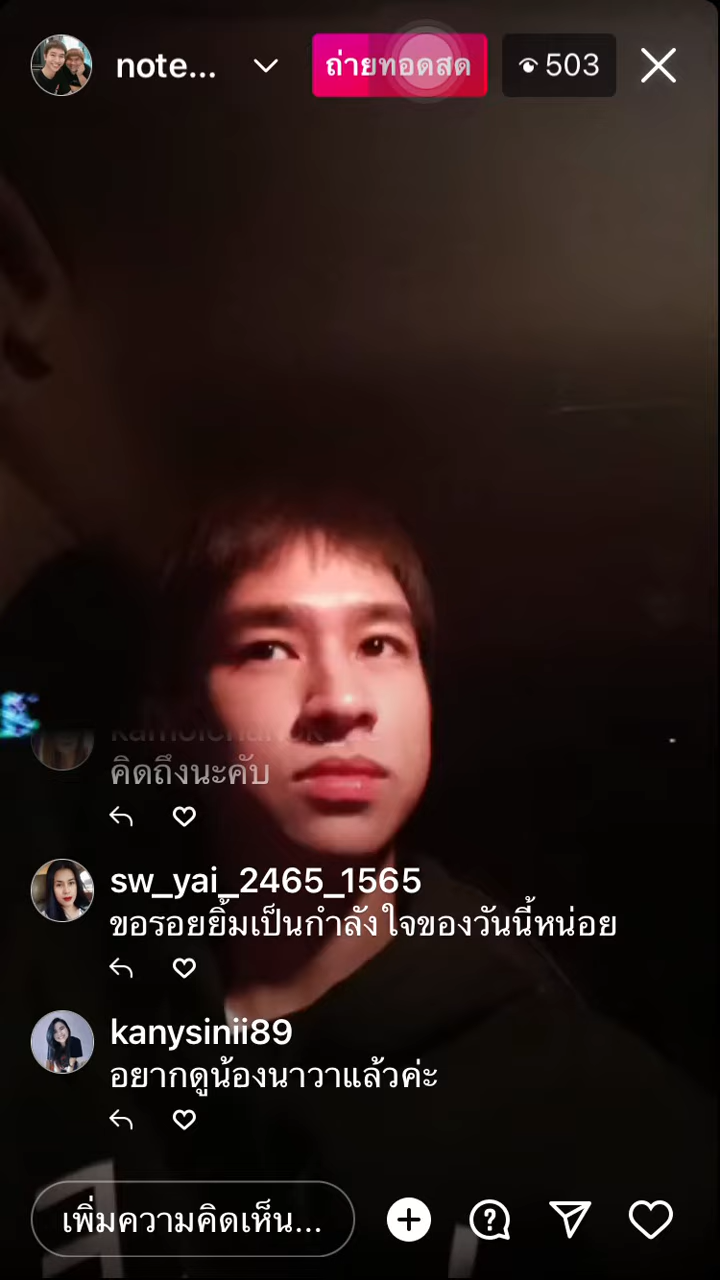 note...
ถ่ายทอดสด
503
คิดถึงนะคับ
sw_yai_2465_1565
ขอรอยยิ้มเป็นกำลังใจของวันนี้หน่อย
kanysinii89
อยากดูน้องนาวาแล้วค่ะ
เพิ่มความคิดเห็น...